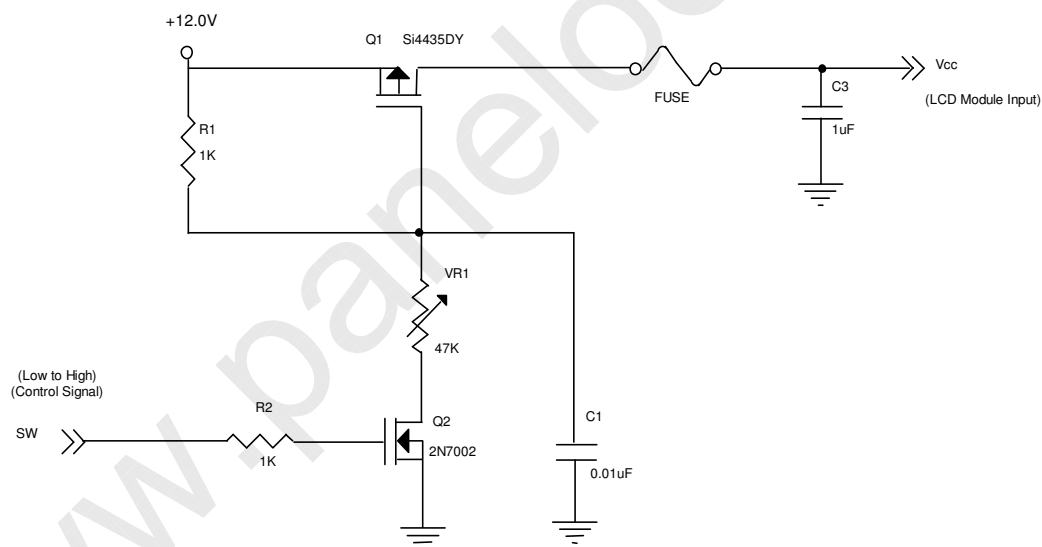 +12.0V
Q1 Si4435DY
Vcc
C3
(LCD Module Input)
FUSE
1uF
R1
1K
VR1
47K
(Low to High)
(Control Signal)
R2
Q2
C1
SW
1K
2N7002
0.01uF
w.paneloo